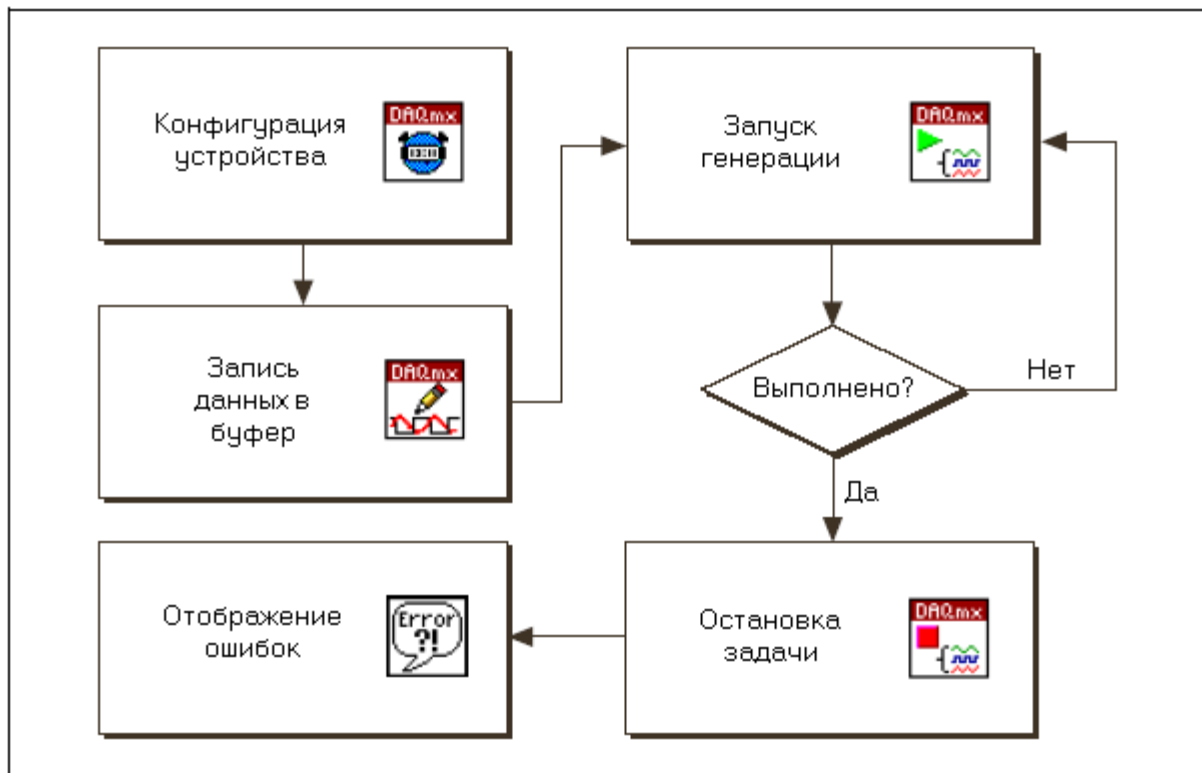 Конфигурация
устройства
DAQmx
Запись
данных в
буфер
DAQmx
Запуск
генерации
DAQmx
Выполнено?
Нет
Да
Остановка
задачи
DAQmx
Отображение
ошибок
Error
?!